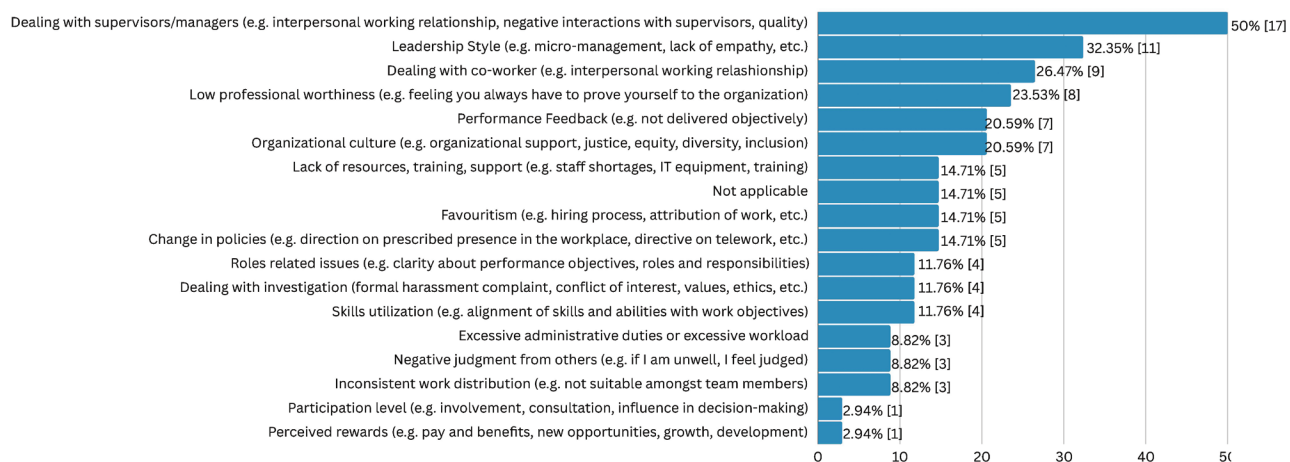 Dealing with supervisors/managers (e.g. interpersonal working relationship, negative interactions with supervisors, quality) 50% [17]
Leadership Style (e.g. micro-management, lack of empathy, etc.) 32.35% [11]
Dealing with co-worker (e.g. interpersonal working relashionship) 26.47% [9]
Low professional worthiness (e.g. feeling you always have to prove yourself to the organization) 23.53% [8]
Performance Feedback (e.g. not delivered objectively) 20.59% [7]
Organizational culture (e.g. organizational support, justice, equity, diversity, inclusion) 20.59% [7]
Lack of resources, training, support (e.g. staff shortages, IT equipment, training) 14.71% [5]
Not applicable 14.71% [5]
Favouritism (e.g. hiring process, attribution of work, etc.) 14.71% [5]
Change in policies (e.g. direction on prescribed presence in the workplace, directive on telework, etc.) 14.71% [5]
Roles related issues (e.g. clarity about performance objectives, roles and responsibilities) 11.76% [4]
Dealing with investigation (formal harassment complaint, conflict of interest, values, ethics, etc.) 11.76% [4]
Skills utilization (e.g. alignment of skills and abilities with work objectives) 11.76% [4]
Excessive administrative duties or excessive workload 8.82% [3]
Negative judgment from others (e.g. if I am unwell, I feel judged) 8.82% [3]
Inconsistent work distribution (e.g. not suitable amongst team members) 8.82% [3]
Participation level (e.g. involvement, consultation, influence in decision-making) 2.94% [1]
Perceived rewards (e.g. pay and benefits, new opportunities, growth, development) 2.94% [1]
0 10 20 30 40